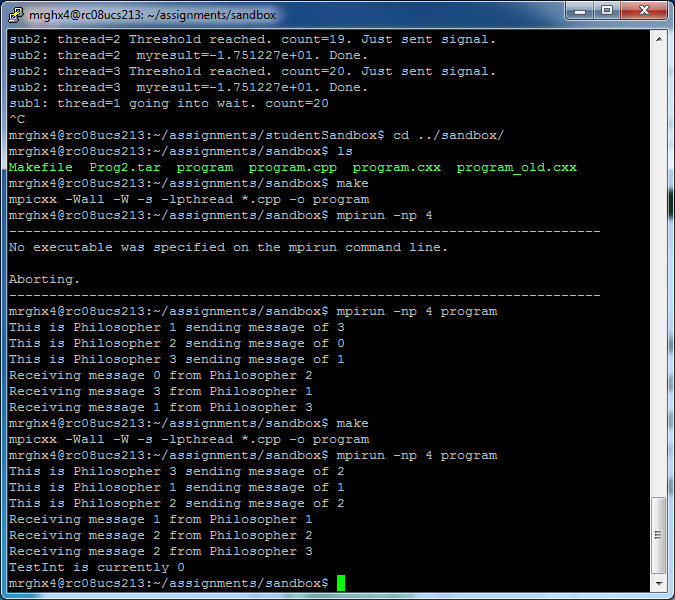 mrghx4@rc08ucs213: ~/assignments/sandbox
sub2: thread=2 Threshold reached. count=19. Just sent signal.
sub2: thread=2  myresult=-1.751227e+01. Done.
sub2: thread=3 Threshold reached. count=20. Just sent signal.
sub2: thread=3  myresult=-1.751227e+01. Done.
sub1: thread=1 going into wait. count=20
^C
mrghx4@rc08ucs213:~/assignments/studentSandbox$ cd ../sandbox/
mrghx4@rc08ucs213:~/assignments/sandbox$ ls
Makefile  Prog2.tar  program  program.cpp  program.cxx  program_old.cxx
mrghx4@rc08ucs213:~/assignments/sandbox$ make
mpicxx -Wall -W -s -lpthread *.cpp -o program
mrghx4@rc08ucs213:~/assignments/sandbox$ mpirun -np 4
--------------------------------------------------------------------------
No executable was specified on the mpirun command line.
Aborting.
--------------------------------------------------------------------------
mrghx4@rc08ucs213:~/assignments/sandbox$ mpirun -np 4 program
This is Philosopher 1 sending message of 3
This is Philosopher 2 sending message of 0
This is Philosopher 3 sending message of 1
Receiving message 0 from Philosopher 2
Receiving message 3 from Philosopher 1
Receiving message 1 from Philosopher 3
mrghx4@rc08ucs213:~/assignments/sandbox$ make
mpicxx -Wall -W -s -lpthread *.cpp -o program
mrghx4@rc08ucs213:~/assignments/sandbox$ mpirun -np 4 program
This is Philosopher 3 sending message of 2
This is Philosopher 1 sending message of 1
This is Philosopher 2 sending message of 2
Receiving message 1 from Philosopher 1
Receiving message 2 from Philosopher 2
Receiving message 2 from Philosopher 3
TestInt is currently 0
mrghx4@rc08ucs213:~/assignments/sandbox$